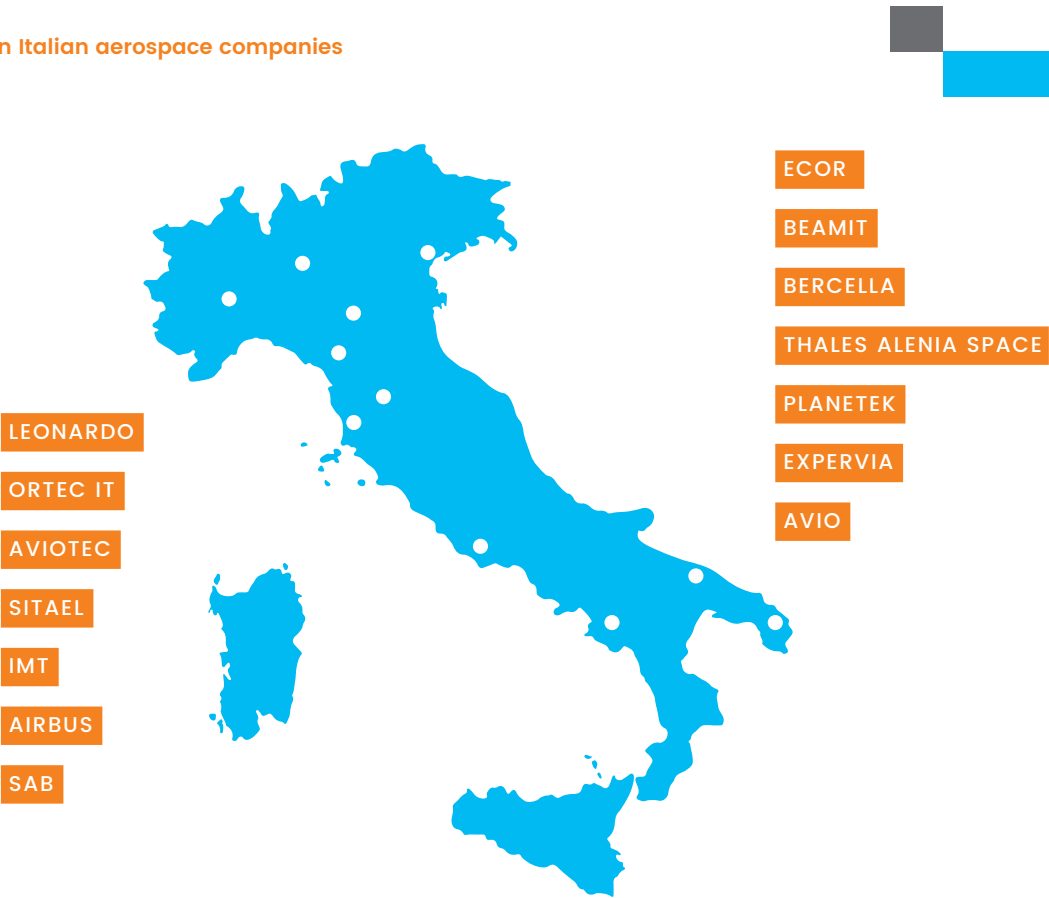 n Italian aerospace companies
LEONARDO
ORTEC IT
AVIOTEC
SITAEL
IMT
AIRBUS
SAB
ECOR
BEAMIT
BERCELLA
THALES ALENIA SPACE
PLANETEK
EXPERVIA
AVIO